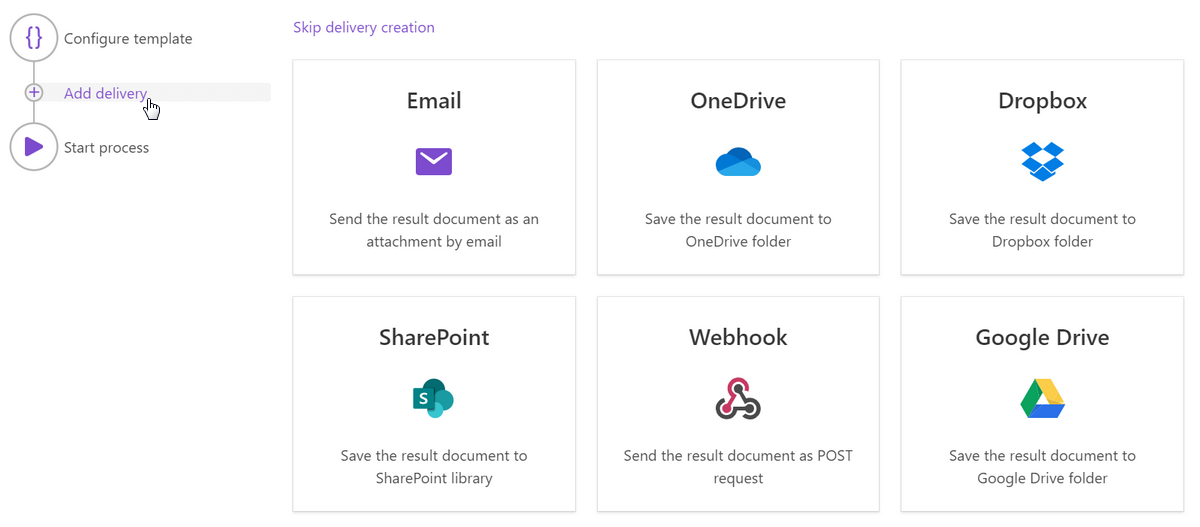 {}
Configure template
Add delivery
Start process
Skip delivery creation
Email
Send the result document as an
attachment by email
OneDrive
Save the result document to
OneDrive folder
Dropbox
Save the result document to
Dropbox folder
SharePoint
S
Save the result document to
SharePoint library
Webhook
Send the result document as POST
request
Google Drive
Save the result document to
Google Drive folder